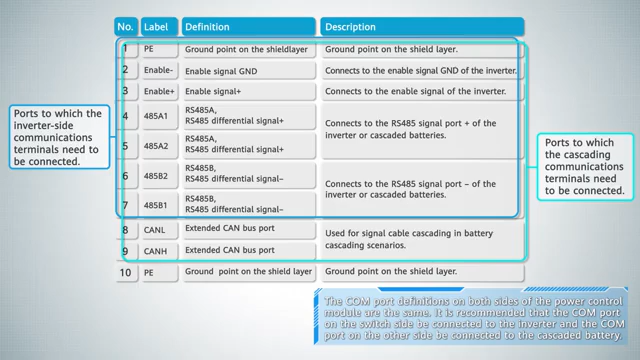 No. Label Definition Description
1 PE Ground point on the shieldlayer Ground point on the shield layer.
2 Enable- Enable signal GND Connects to the enable signal GND of the inverter.
3 Enable+ Enable signal+ Connects to the enable signal of the inverter.
4 485A1 RS485A,
RS485 differential signal+
5 485A2 RS485A,
RS485 differential signal+
Connects to the RS485 signal port + of the
inverter or cascaded batteries.
6 485B2 RS485B,
RS485 differential signal–
7 485B1 RS485B,
RS485 differential signal–
Connects to the RS485 signal port – of the
inverter or cascaded batteries.
8 CANL Extended CAN bus port
9 CANH Extended CAN bus port
Used for signal cable cascading in battery
cascading scenarios.
10 PE Ground point on the shield layer Ground point on the shield layer.
Ports to which the
inverter-side
communications
terminals need to
be connected.
Ports to which
the cascading
communications
terminals need
to be connected.
The COM port definitions on both sides of the power control
module are the same. It is recommended that the COM port
on the switch side be connected to the inverter and the COM
port on the other side be connected to the cascaded battery.